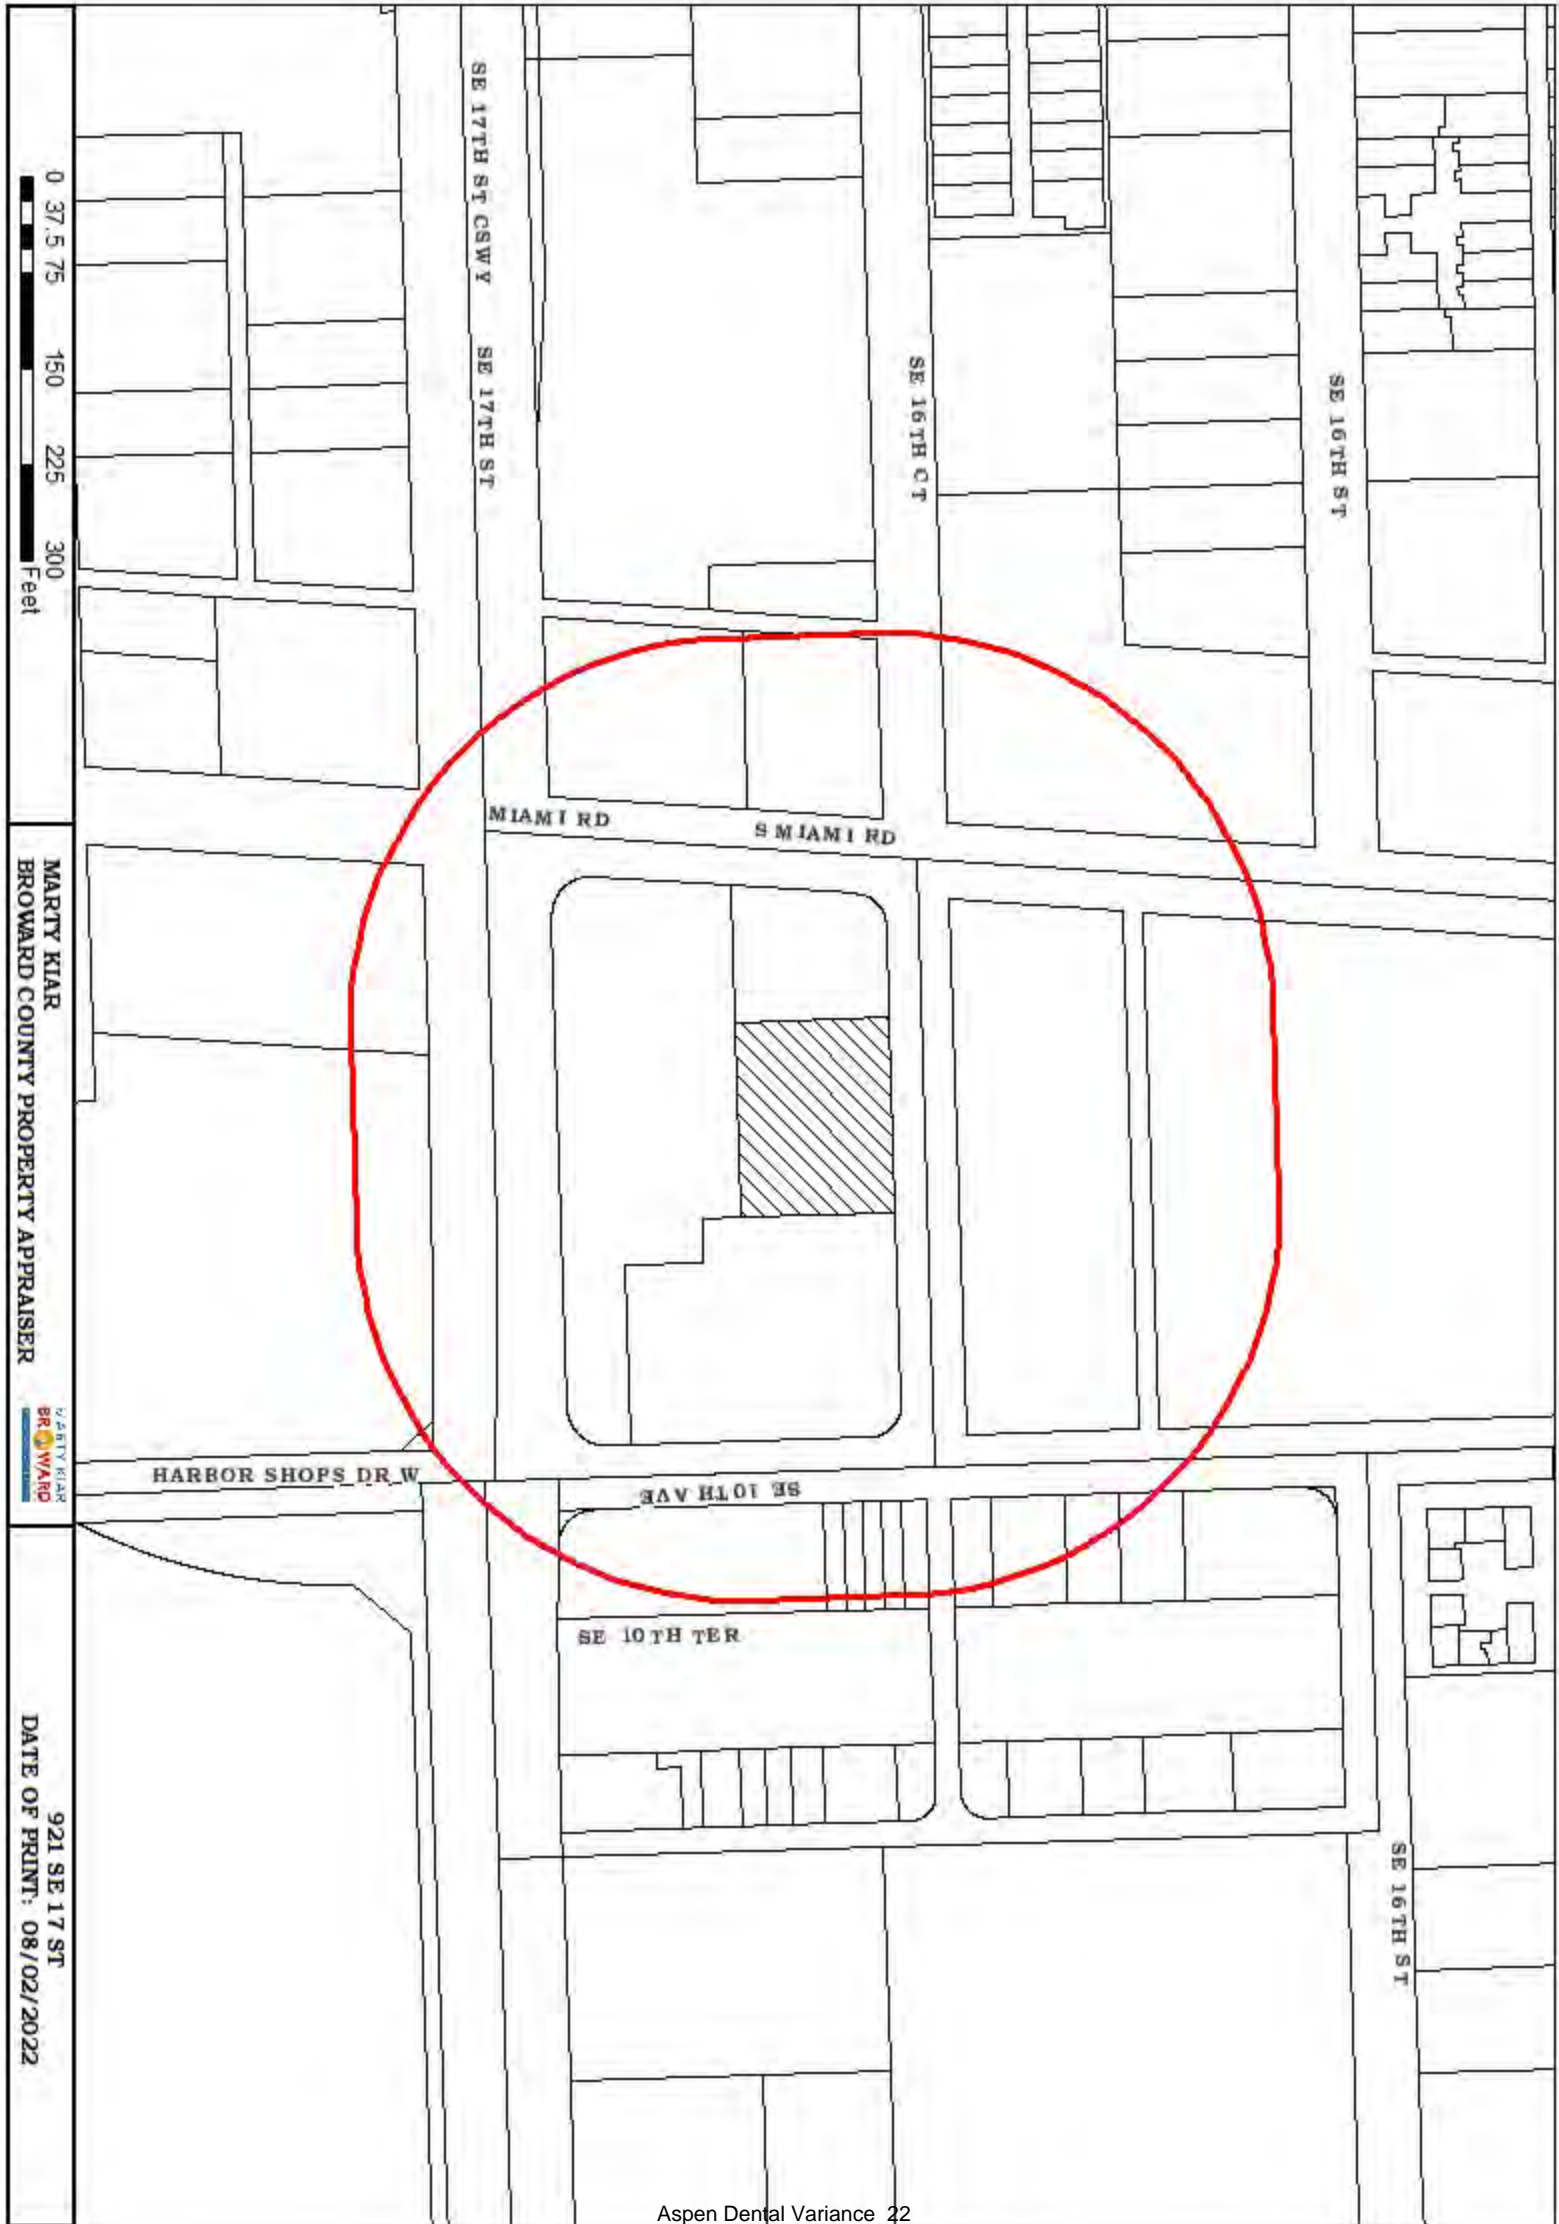 SE 16TH ST
SE 16TH ST
SE 16TH CT
SE 17TH ST CSWY
SE 17TH ST
S MIAMI RD
MIAMI RD
SE 10TH AVE
SE 10TH TER
HARBOR SHOPS DR W
0 37.5 75 150 225 300
Feet
MARTY KIAR
BROWARD COUNTY PROPERTY APPRAISER
MARTY KIAR
BROWARD
921 SE 17 ST
DATE OF PRINT: 08/02/2022
Aspen Dental Variance 22